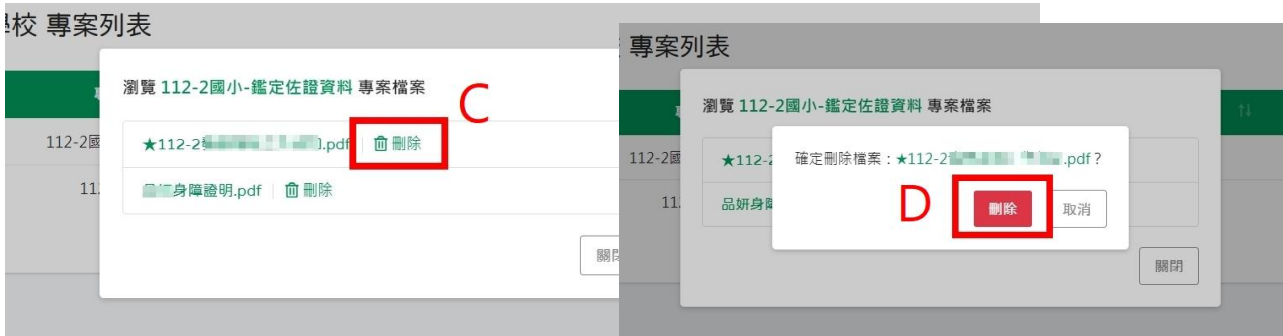 校 專案列表
瀏覽 112-2國小-鑑定佐證資料 專案檔案
C
112-2國
★112-2 .pdf | 刪除
11
身障證明.pdf | 刪除
關閉
專案列表
瀏覽 112-2國小-鑑定佐證資料 專案檔案
112-2國
★112-2
確定刪除檔案：★112-2 .pdf？
11.
品妍身障
D
刪除
取消
關閉